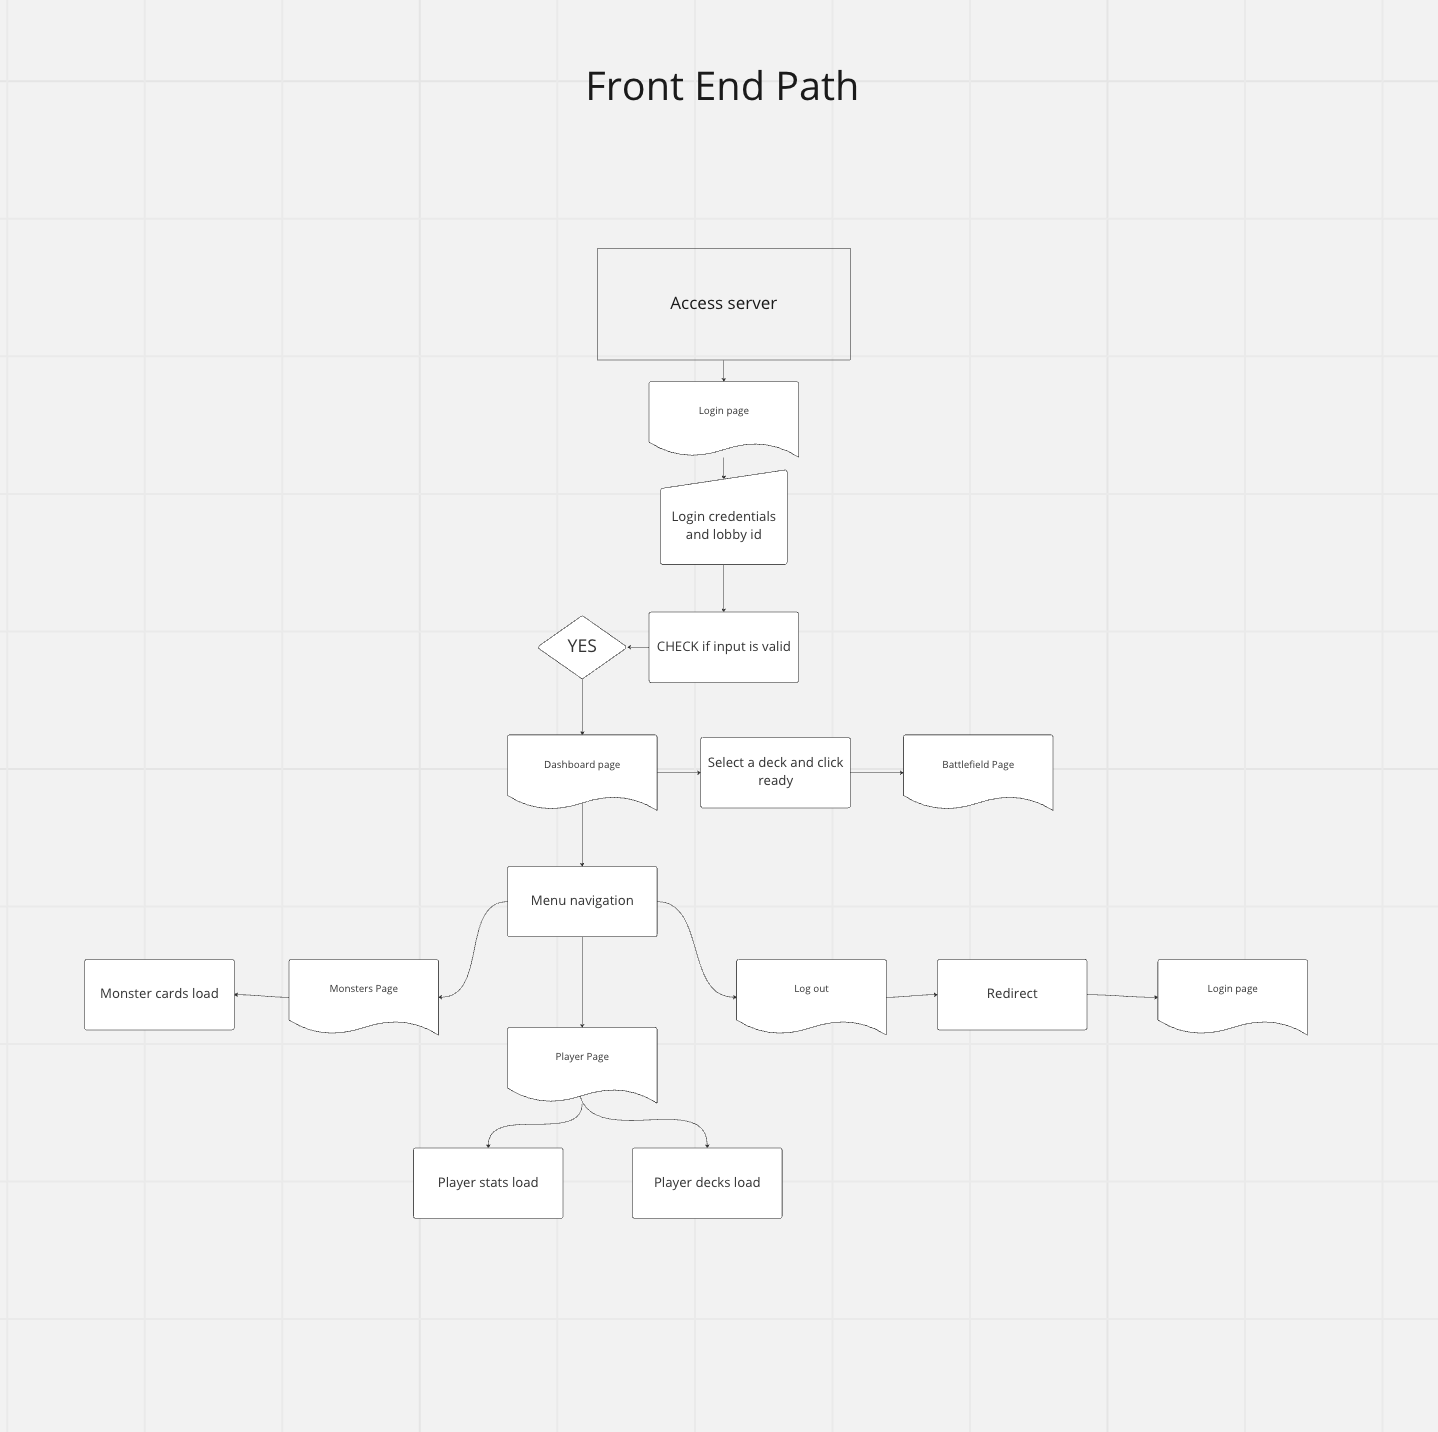 Front End Path
Access server
Login page
Login credentials
and lobby id
YES
CHECK if input is valid
Dashboard page
Select a deck and click
ready
Battlefield Page
Menu navigation
Monster cards load
Monsters Page
Log out
Redirect
Login page
Player Page
Player stats load
Player decks load